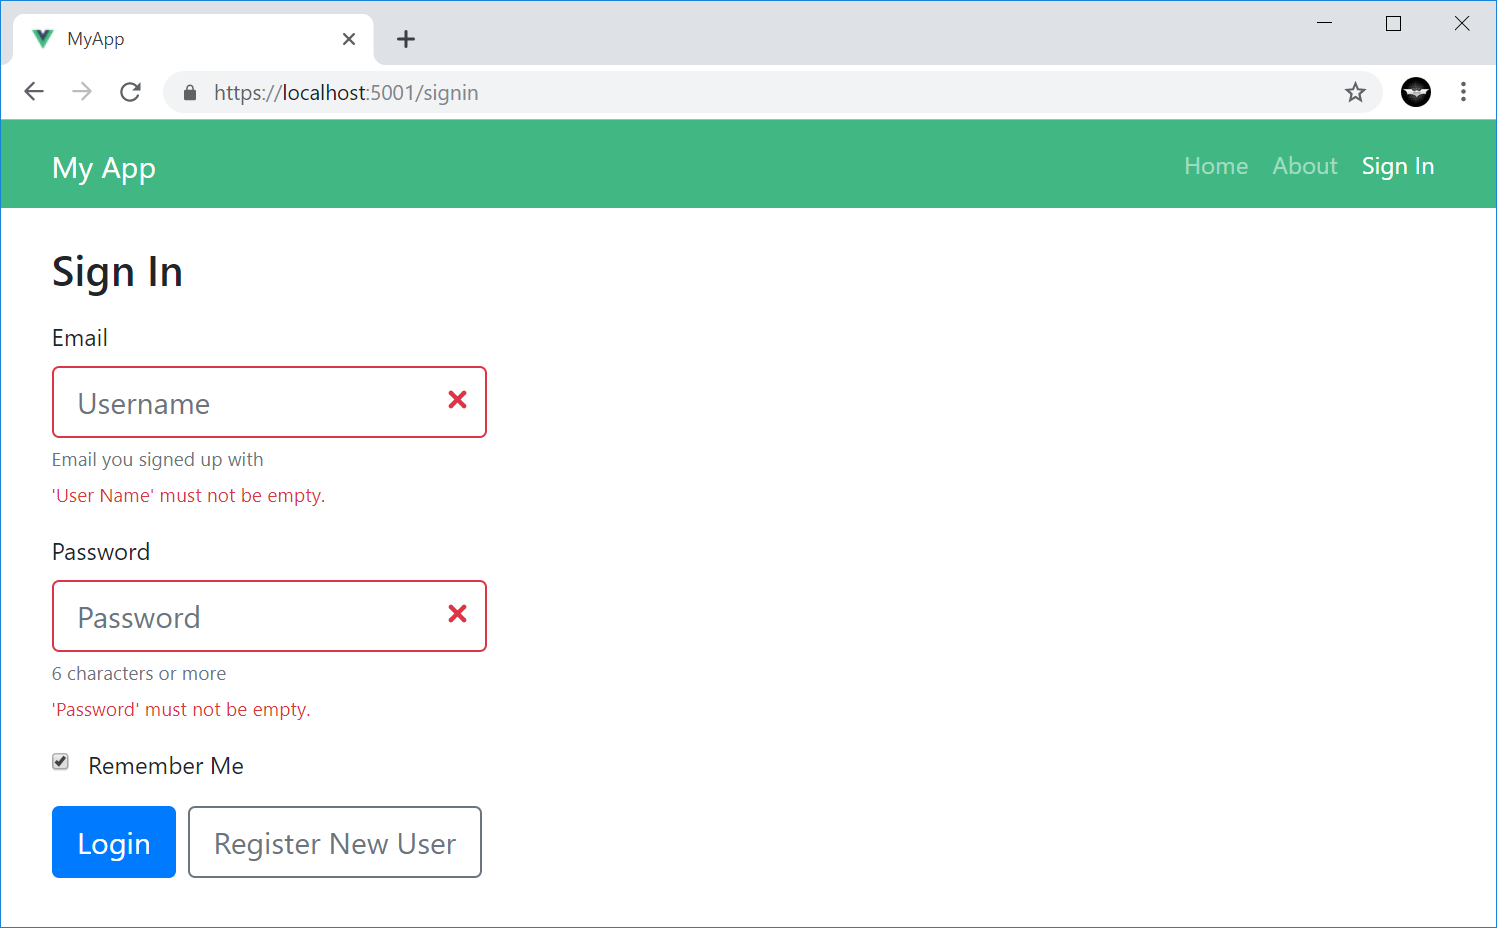 MyApp
https://localhost:5001/signin
My App
Home About Sign In
Sign In
Email
Username
Email you signed up with
'User Name' must not be empty.
Password
Password
6 characters or more
'Password' must not be empty.
Remember Me
Login Register New User